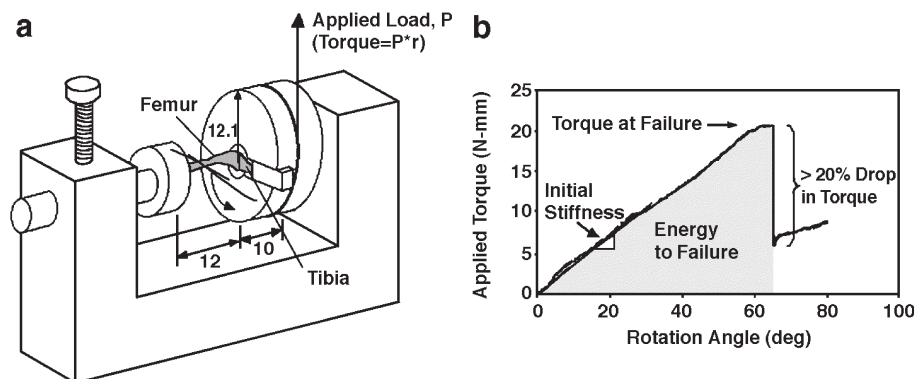 a
Applied Load, P
(Torque=P*r)
Femur
12.1
12
10
Tibia
b
Applied Torque (N-mm)
25
20
15
10
5
0
Torque at Failure
> 20% Drop
in Torque
Initial
Stiffness
Energy
to Failure
0
20
40
60
80
100
Rotation Angle (deg)